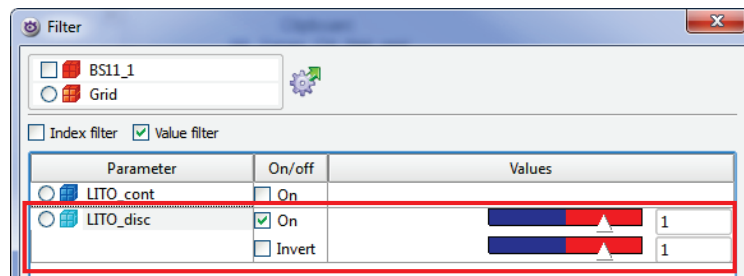 Filter
BS11_1
Grid
Index filter Value filter
Parameter On/off Values
LITO_cont On
LITO_disc On 1
Invert 1